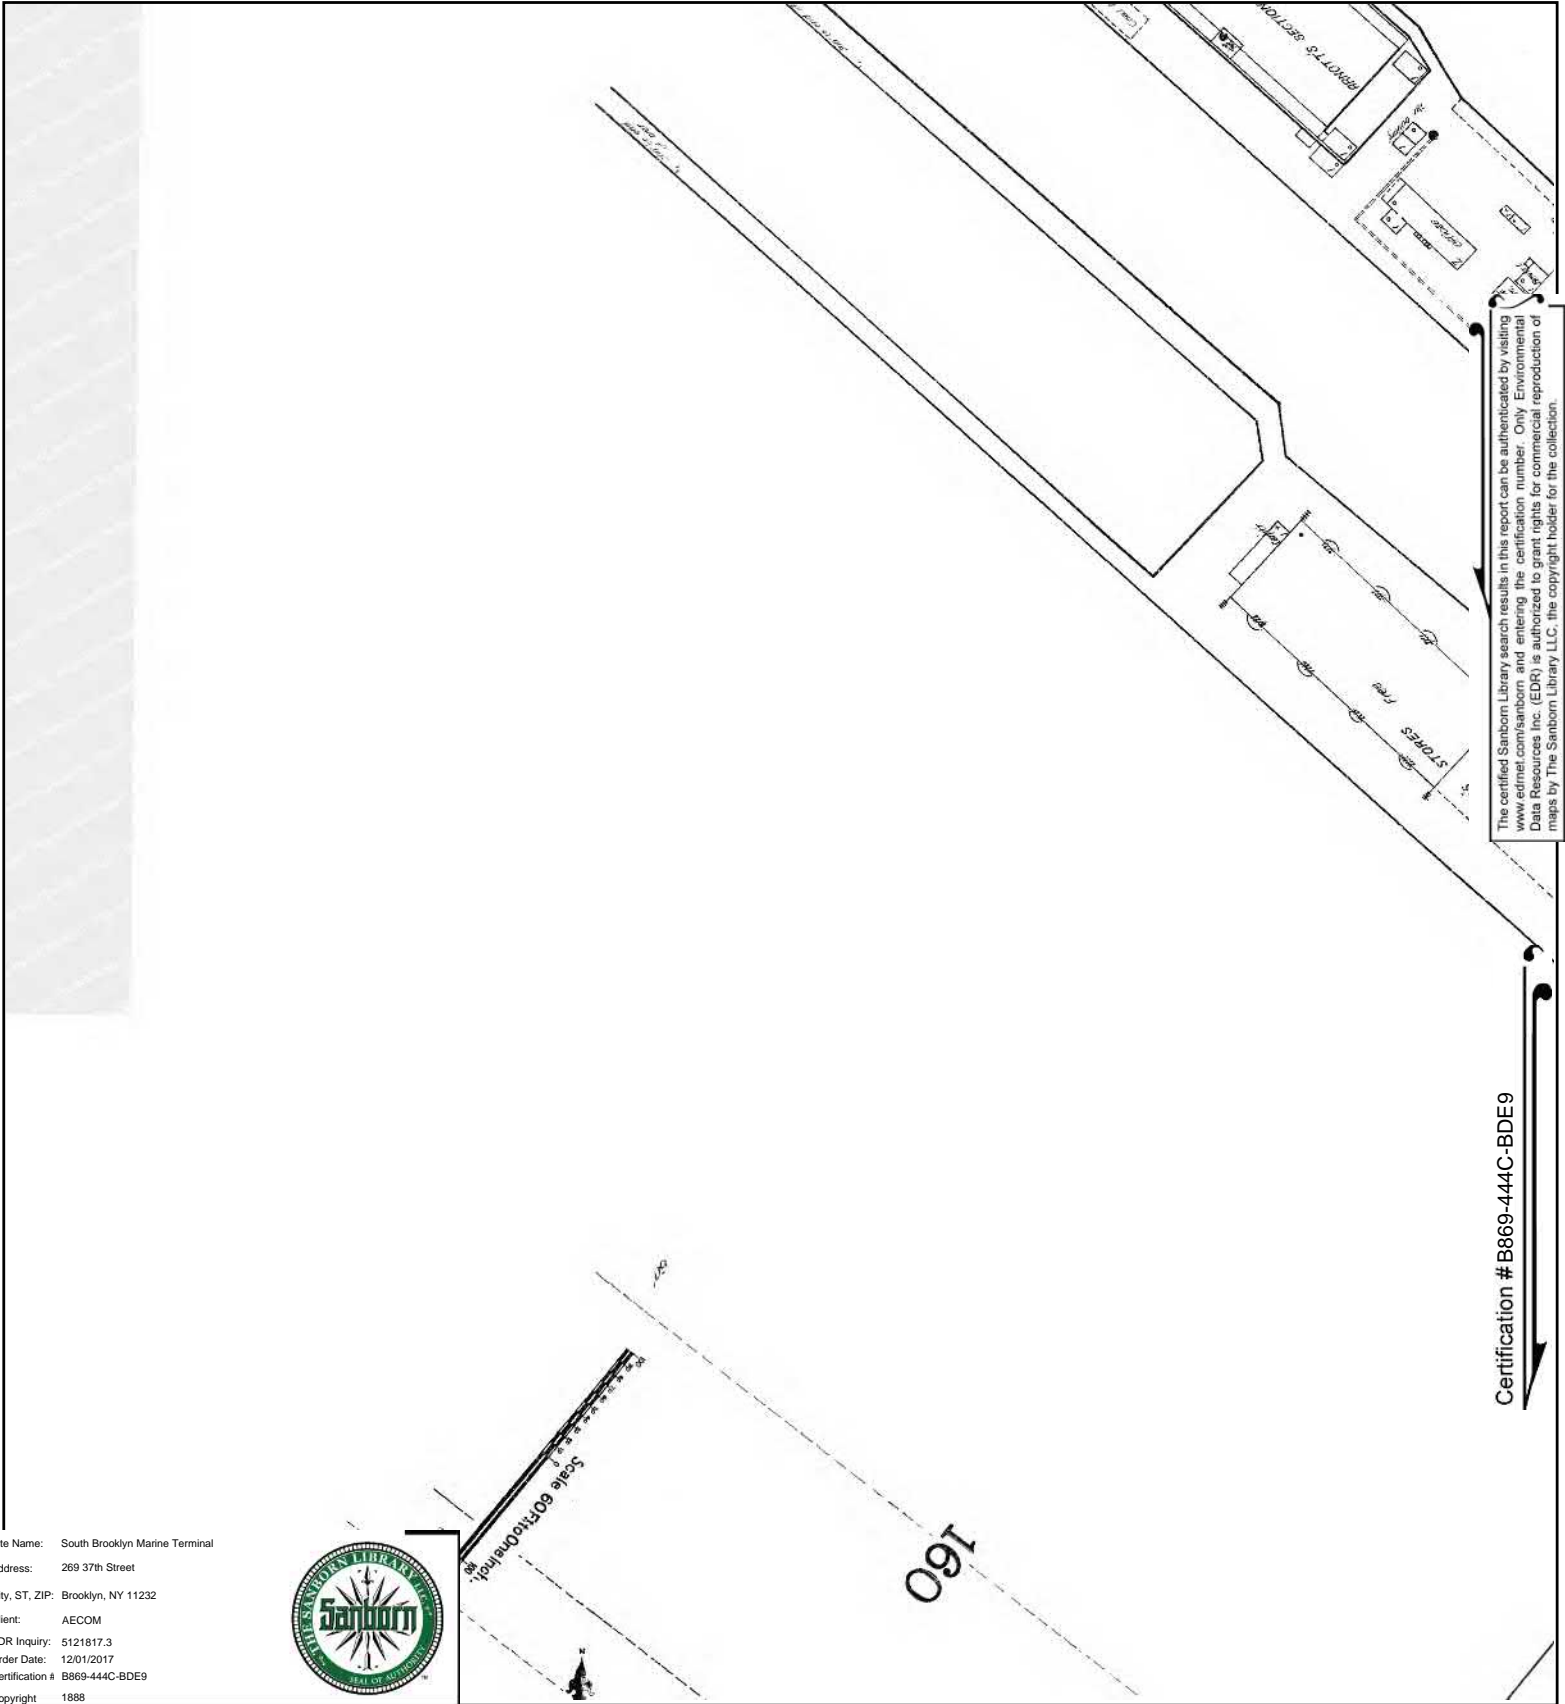 ARNOTT'S SECTION
STORES
The certified Sanborn Library search results in this report can be authenticated by visiting
www.edrnet.com/sanborn and entering the certification number. Only Environmental
Data Resources Inc. (EDR) is authorized to grant rights for commercial reproduction of
maps by The Sanborn Library LLC, the copyright holder for the collection.
Certification # B869-444C-BDE9
Scale 60 Ft to One Inch.
100
100
160
te Name: South Brooklyn Marine Terminal
ddress: 269 37th Street
ty, ST, ZIP: Brooklyn, NY 11232
ient: AECOM
DR Inquiry: 5121817.3
rder Date: 12/01/2017
ertification # B869-444C-BDE9
opyright 1888
THE SANBORN LIBRARY LLC
Sanborn
SEAL OF AUTHORITY
N